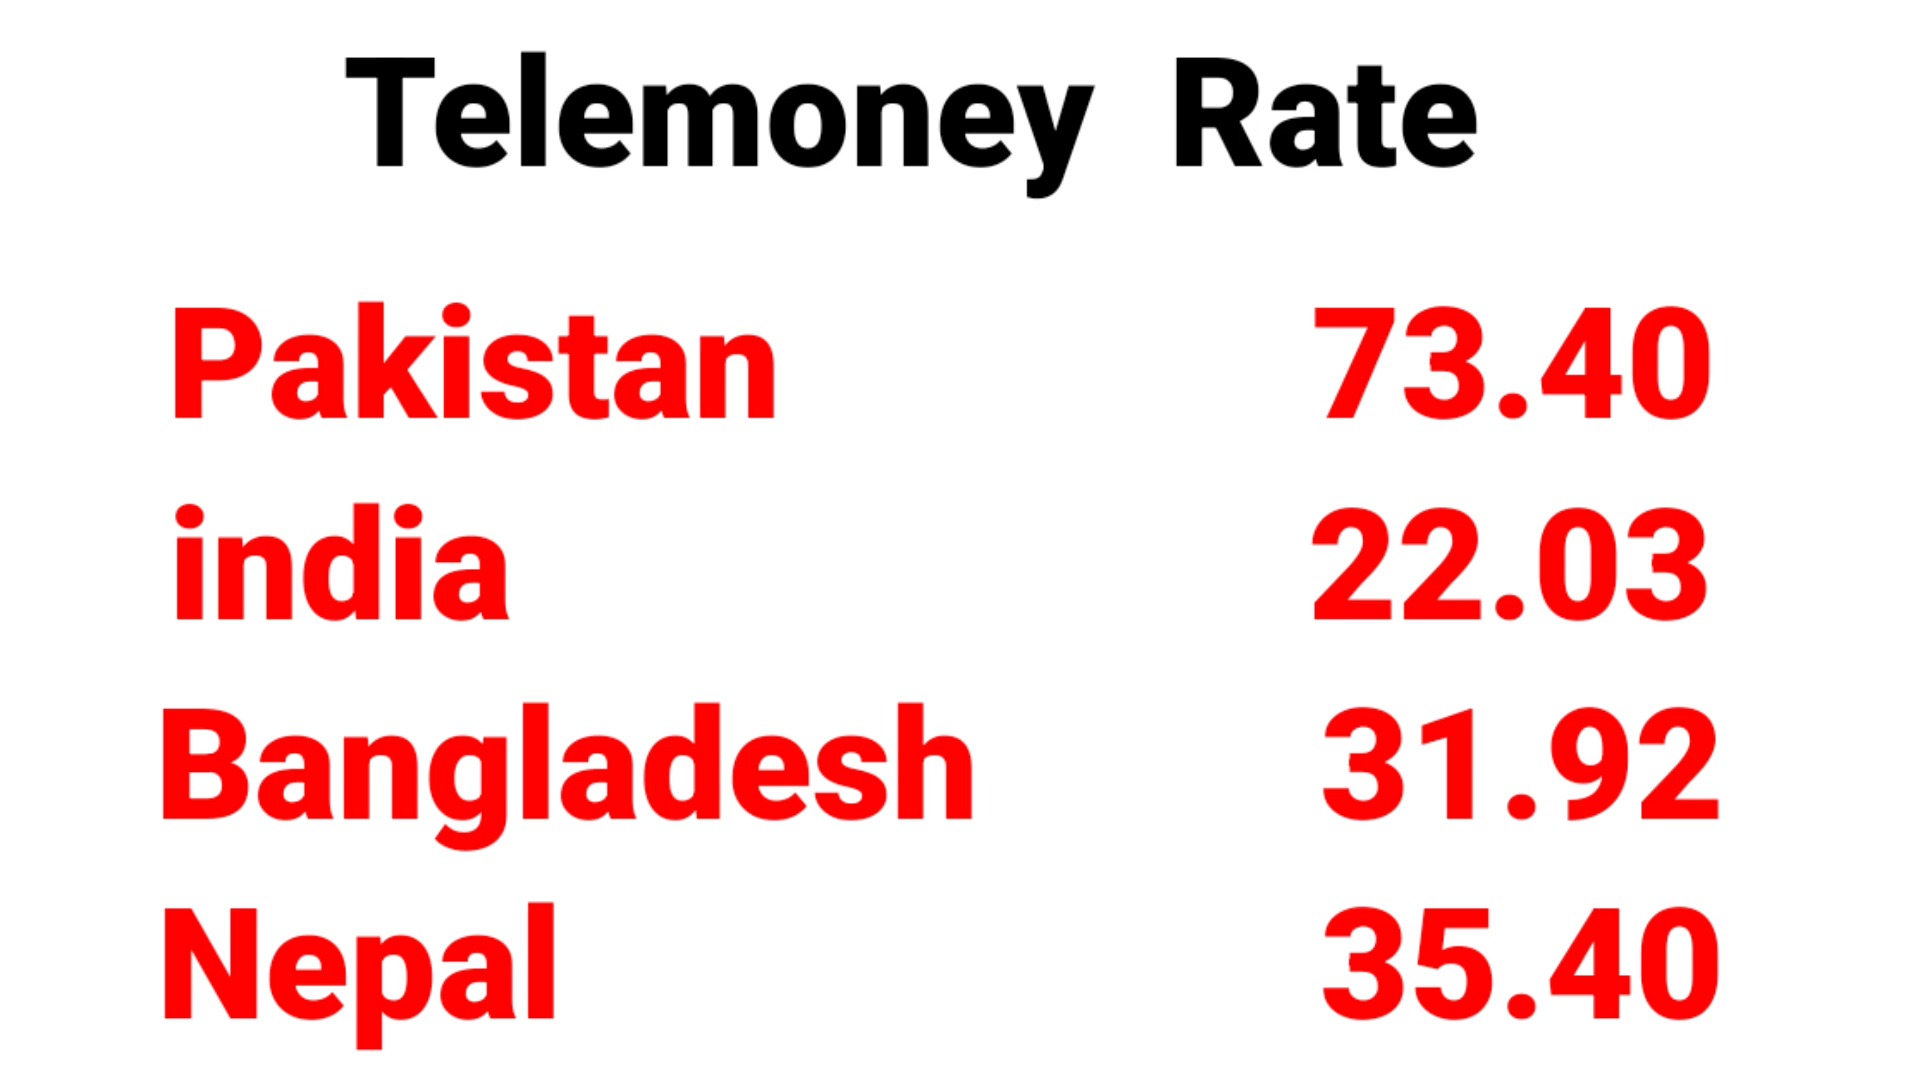 Telemoney Rate
Pakistan 73.40
india 22.03
Bangladesh 31.92
Nepal 35.40